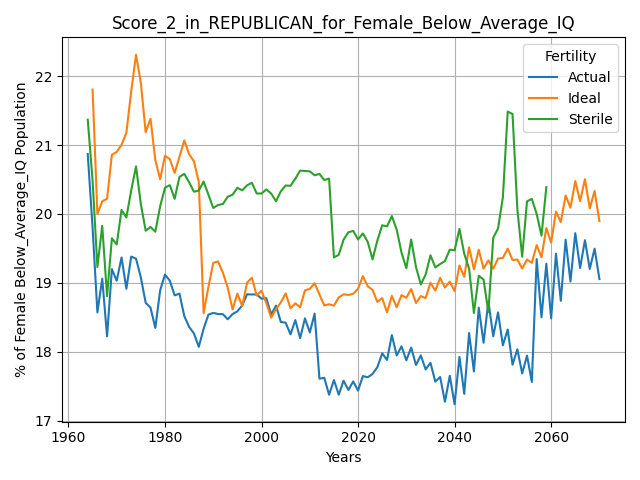 Score_2_in_REPUBLICAN_for_Female_Below_Average_IQ
% of Female Below_Average_IQ Population
22
21
20
19
18
17
1960
1980
2000
2020
2040
2060
Years
Fertility
Actual
Ideal
Sterile